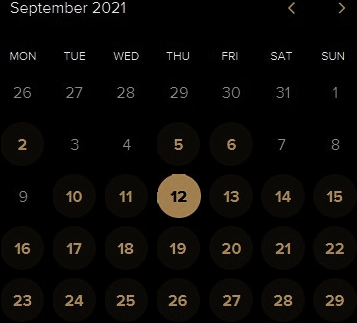 September 2021
MON TUE WED THU FRI SAT SUN
26 27 28 29 30 31 1
2 3 4 5 6 7 8
9 10 11 12 13 14 15
16 17 18 19 20 21 22
23 24 25 26 27 28 29